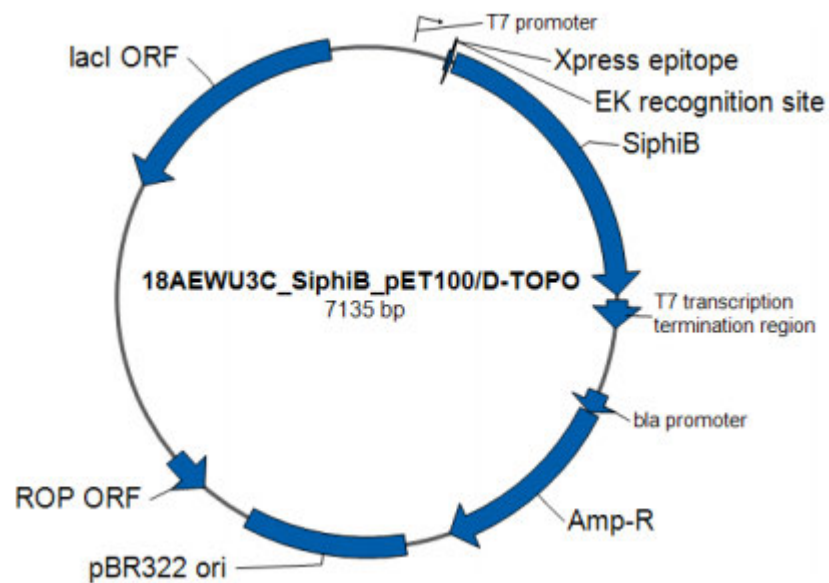 T7 promoter
lacI ORF
Xpress epitope
EK recognition site
SiphiB
18AEWU3C_SiphiB_pET100/D-TOPO
7135 bp
T7 transcription
termination region
bla promoter
ROP ORF
Amp-R
pBR322 ori